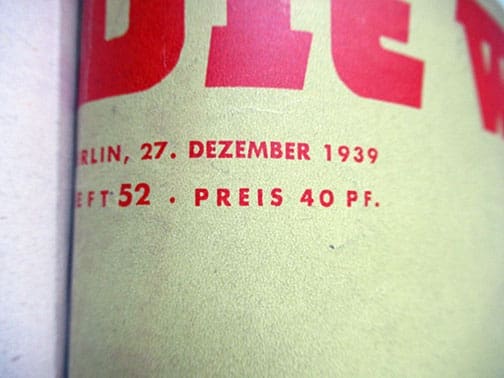 DIE
RLIN, 27. DEZEMBER 1939
EFT 52 · PREIS 40 PF.